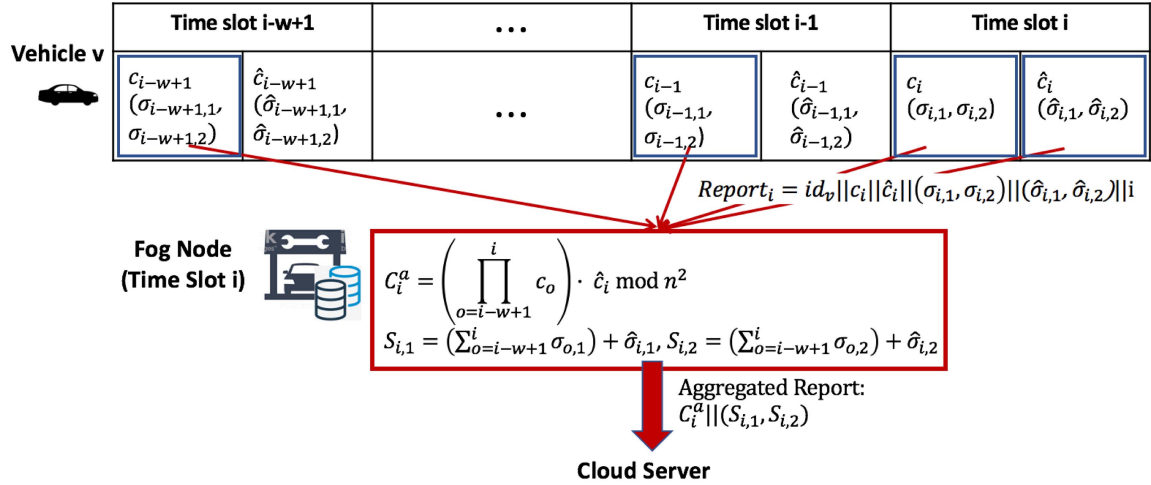 Time slot i-w+1 ••• Time slot i-1 Time slot i
Vehicle v
c_{i−w+1} ĉ_{i−w+1} c_{i−1} ĉ_{i−1} c_i ĉ_i
(σ_{i−w+1,1}, (σ̂_{i−w+1,1}, ••• (σ_{i−1,1}, (σ̂_{i−1,1}, (σ_{i,1}, σ_{i,2}) (σ̂_{i,1}, σ̂_{i,2})
σ_{i−w+1,2}) σ̂_{i−w+1,2}) σ_{i−1,2}) σ̂_{i−1,2})
Report_i = id_v||c_i||ĉ_i||(σ_{i,1}, σ_{i,2})||(σ̂_{i,1}, σ̂_{i,2})||i
Fog Node
(Time Slot i)
C_i^a = (∏_{o=i−w+1}^{i} c_o) · ĉ_i mod n^2
S_{i,1} = (∑_{o=i−w+1}^{i} σ_{o,1}) + σ̂_{i,1}, S_{i,2} = (∑_{o=i−w+1}^{i} σ_{o,2}) + σ̂_{i,2}
Aggregated Report:
C_i^a||(S_{i,1}, S_{i,2})
Cloud Server